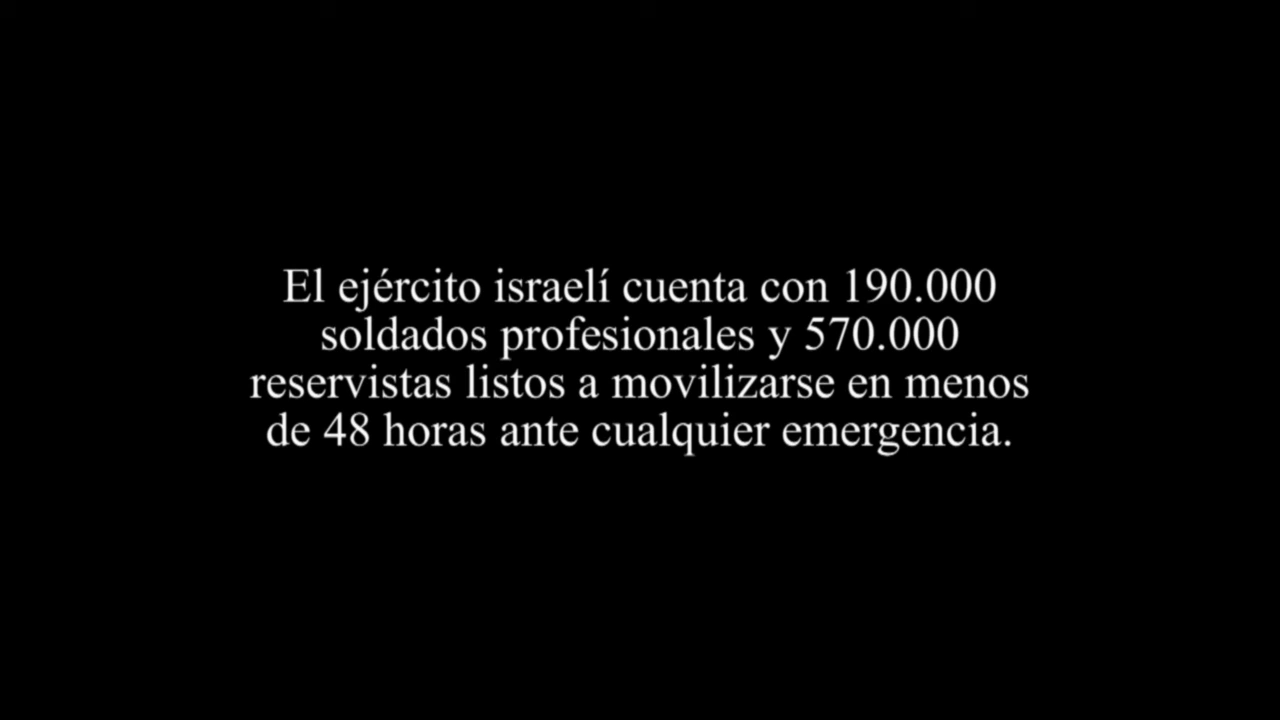 El ejército israelí cuenta con 190.000
soldados profesionales y 570.000
reservistas listos a movilizarse en menos
de 48 horas ante cualquier emergencia.